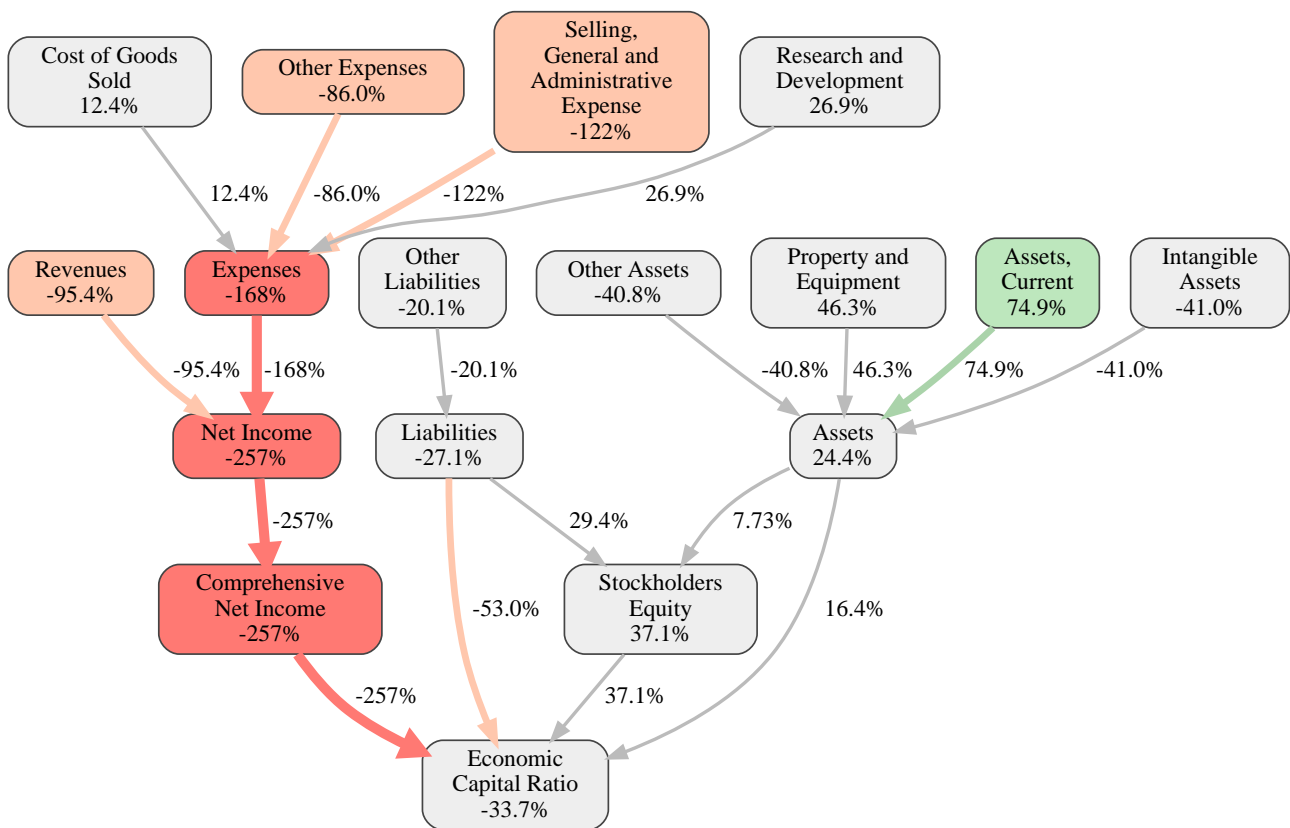 Cost of Goods
Sold
12.4%
Other Expenses
-86.0%
Selling,
General and
Administrative
Expense
-122%
Research and
Development
26.9%
12.4%
-86.0%
-122%
26.9%
Revenues
-95.4%
Expenses
-168%
Other
Liabilities
-20.1%
Other Assets
-40.8%
Property and
Equipment
46.3%
Assets,
Current
74.9%
Intangible
Assets
-41.0%
-95.4%
-168%
-20.1%
-40.8%
46.3%
74.9%
-41.0%
Net Income
-257%
Liabilities
-27.1%
Assets
24.4%
-257%
29.4%
7.73%
Comprehensive
Net Income
-257%
-53.0%
Stockholders
Equity
37.1%
16.4%
-257%
37.1%
Economic
Capital Ratio
-33.7%